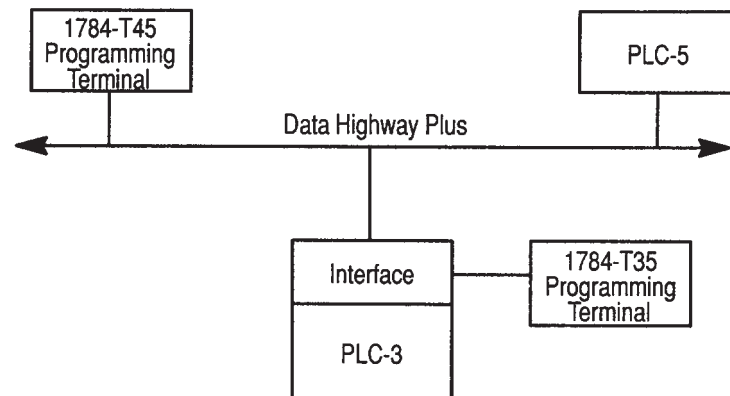 1784-T45
Programming
Terminal
PLC-5
Data Highway Plus
Interface
1784-T35
Programming
Terminal
PLC-3